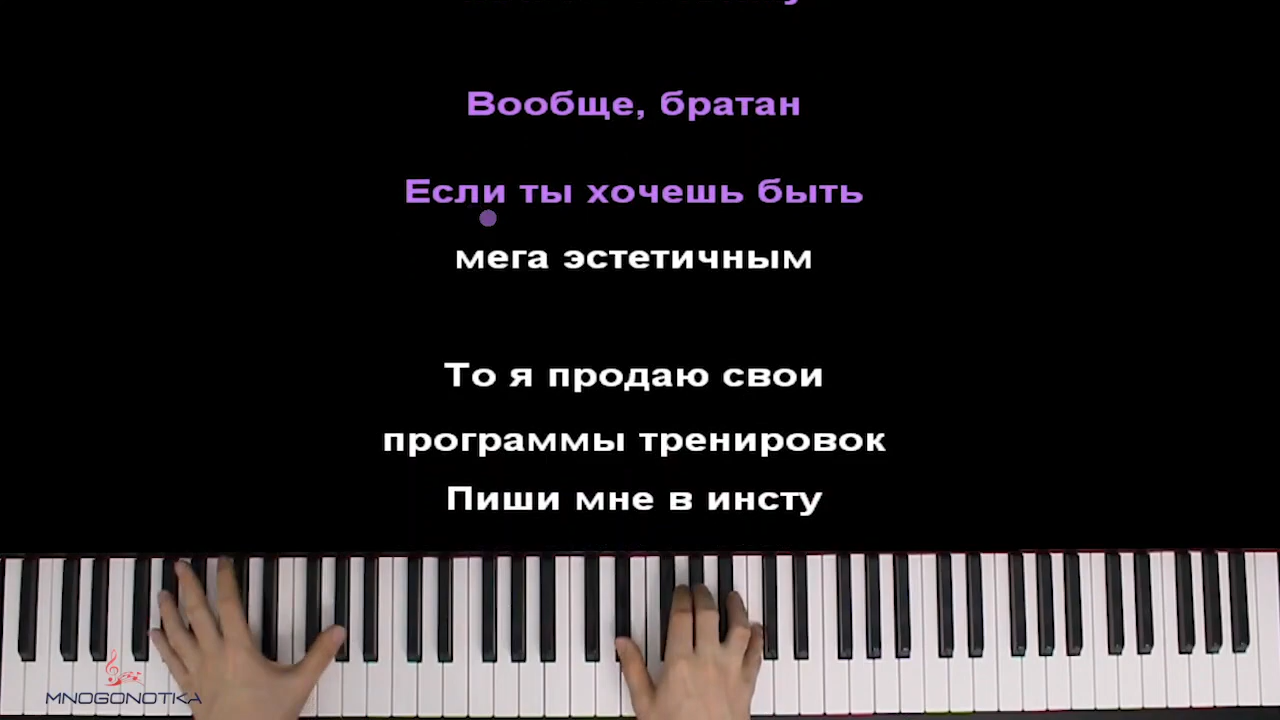 Вообще, братан
Если ты хочешь быть
мега эстетичным
То я продаю свои
программы тренировок
Пиши мне в инсту
MNOGONOTKA